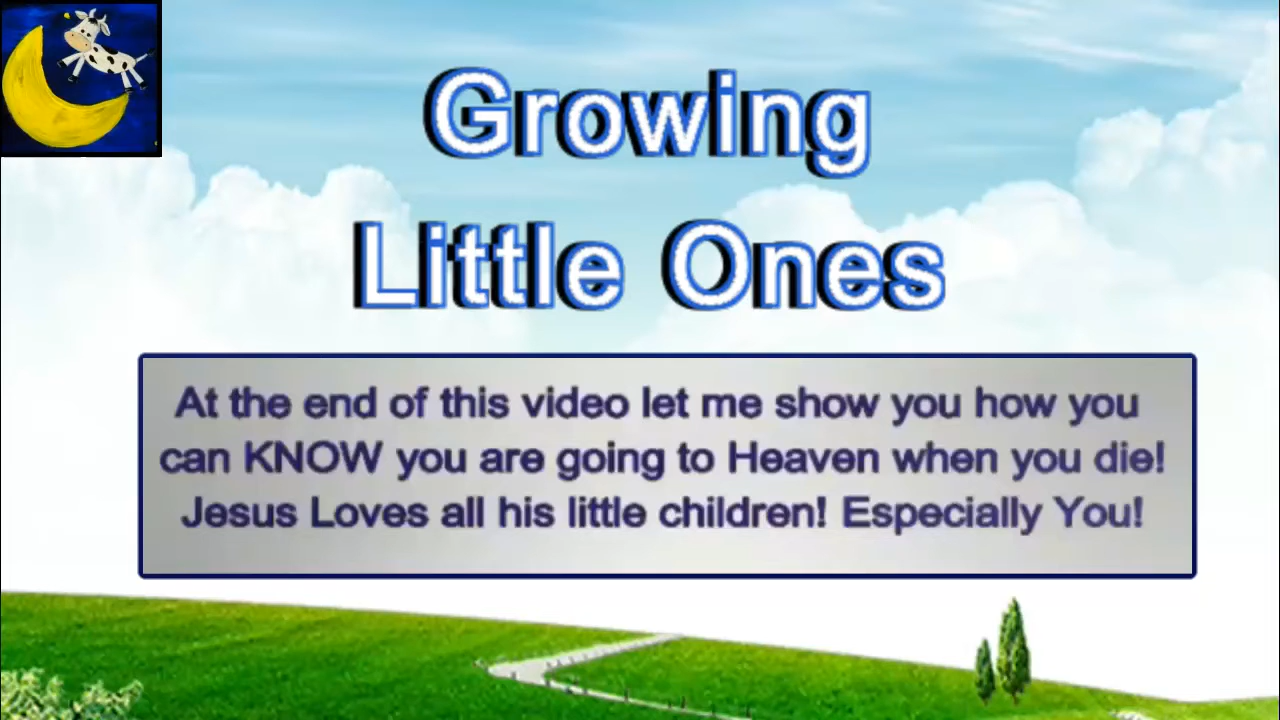 Growing
Little Ones
At the end of this video let me show you how you
can KNOW you are going to Heaven when you die!
Jesus Loves all his little children! Especially You!